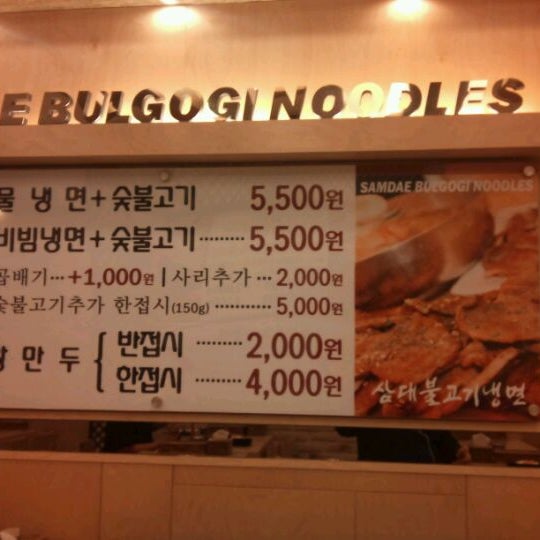 E BULGOGI NOODLES
물 냉 면 + 숯불고기 5,500원
비빔냉면 + 숯불고기 ········· 5,500원
곱배기 ··· +1,000원 | 사리추가 ··· 2,000원
숯불고기추가 한접시(150g) ··········· 5,000원
만 두 { 반접시 ········· 2,000원
한접시 ········· 4,000원
SAMDAE BULGOGI NOODLES
삼대불고기냉면